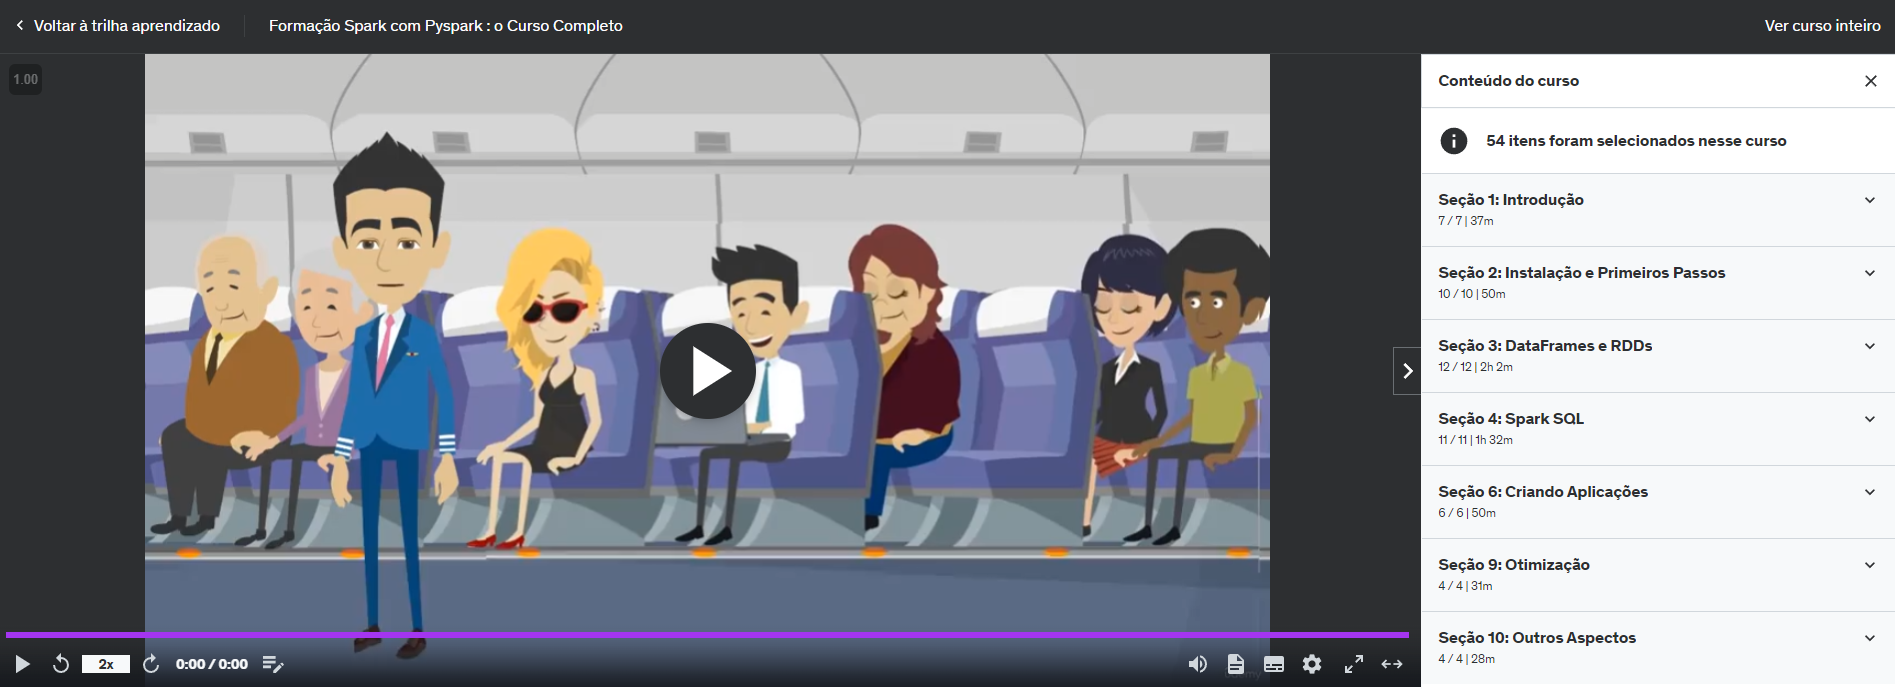 Voltar à trilha aprendizado
Formação Spark com Pyspark : o Curso Completo
Ver curso inteiro
1.00
Conteúdo do curso
54 itens foram selecionados nesse curso
Seção 1: Introdução
7 / 7 | 37m
Seção 2: Instalação e Primeiros Passos
10 / 10 | 50m
Seção 3: DataFrames e RDDs
12 / 12 | 2h 2m
Seção 4: Spark SQL
11 / 11 | 1h 32m
Seção 6: Criando Aplicações
6 / 6 | 50m
Seção 9: Otimização
4 / 4 | 31m
Seção 10: Outros Aspectos
4 / 4 | 28m
2x
0:00 / 0:00